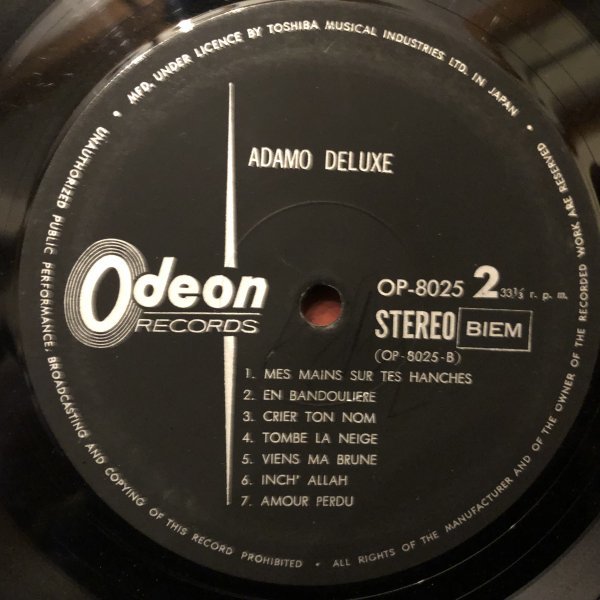 • MFD. UNDER LICENCE BY TOSHIBA MUSICAL INDUSTRIES LTD. IN JAPAN •
ADAMO DELUXE
Odeon
RECORDS
OP-8025 2 33⅓ r. p. m.
STEREO BIEM
(OP-8025-B)
1. MES MAINS SUR TES HANCHES
2. EN BANDOULIERE
3. CRIER TON NOM
4. TOMBE LA NEIGE
5. VIENS MA BRUNE
6. INCH' ALLAH
7. AMOUR PERDU
UNAUTHORIZED PUBLIC PERFORMANCE, BROADCASTING AND COPYING OF THIS RECORD PROHIBITED • ALL RIGHTS OF THE MANUFACTURER AND OF THE OWNER OF THE RECORDED WORK ARE RESERVED